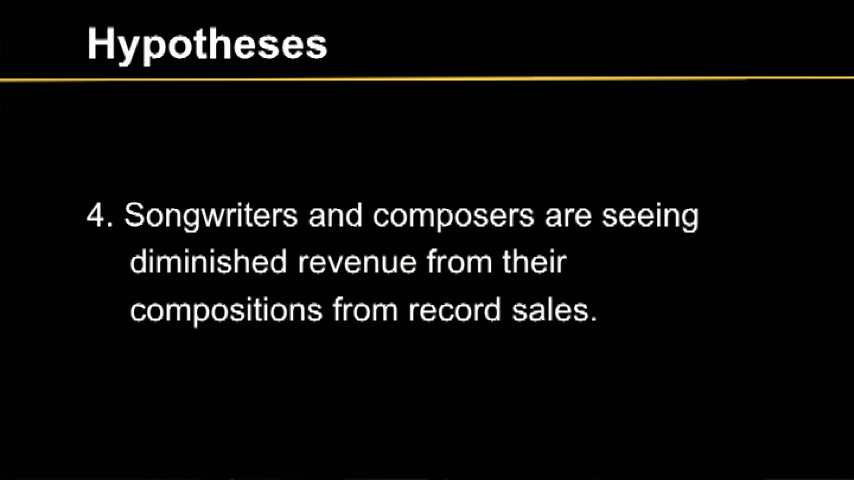 Hypotheses
4. Songwriters and composers are seeing
diminished revenue from their
compositions from record sales.